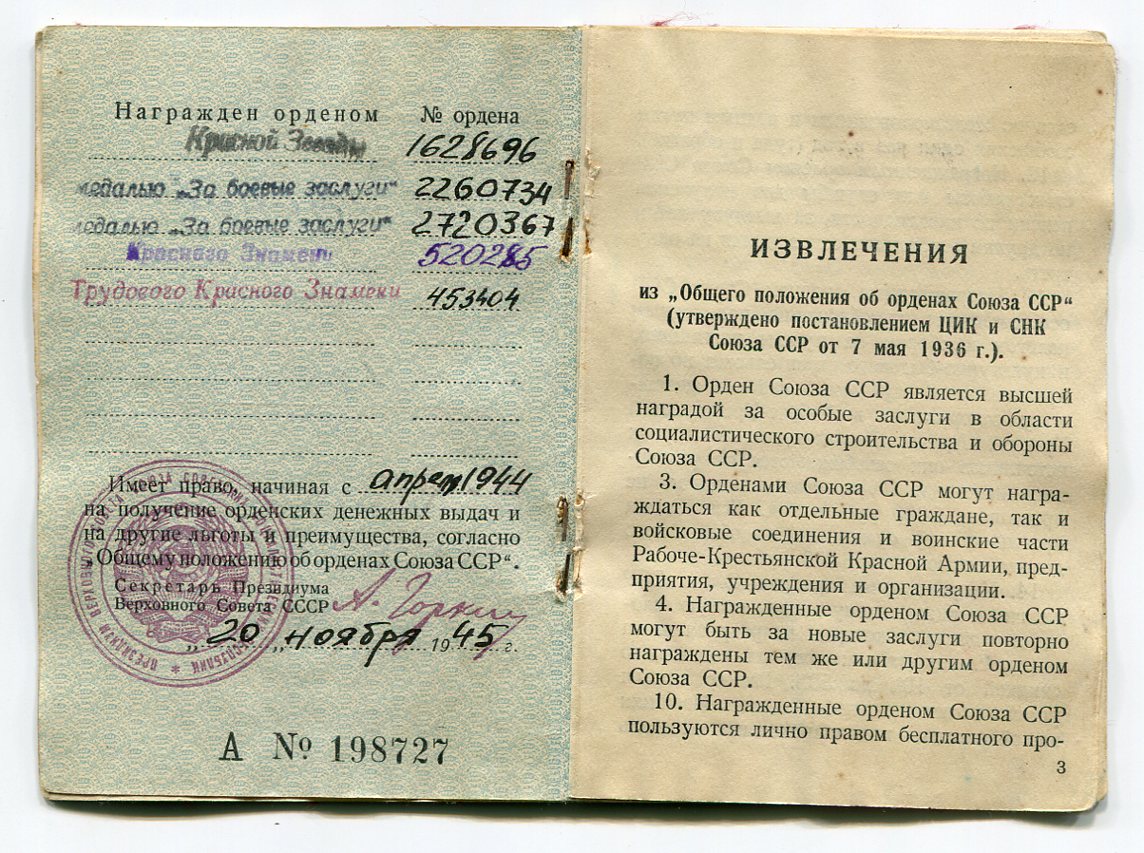 Награжден орденом № ордена
Красной Звезды 1628696
медалью „За боевые заслуги" 2260734
медалью „За боевые заслуги" 2720367
Красного Знамени 520285
Трудового Красного Знамени 453404
Имеет право, начиная с апрел 1944
на получение орденских денежных выдач и
на другие льготы и преимущества, согласно
„Общему положению об орденах Союза ССР".
Секретарь Президиума
Верховного Совета СССР А. Горкин
„20" ноября 1945 г.
А № 198727
ИЗВЛЕЧЕНИЯ
из „Общего положения об орденах Союза ССР"
(утверждено постановлением ЦИК и СНК
Союза ССР от 7 мая 1936 г.).
1. Орден Союза ССР является высшей
наградой за особые заслуги в области
социалистического строительства и обороны
Союза ССР.
3. Орденами Союза ССР могут награ-
ждаться как отдельные граждане, так и
войсковые соединения и воинские части
Рабоче-Крестьянской Красной Армии, пред-
приятия, учреждения и организации.
4. Награжденные орденом Союза ССР
могут быть за новые заслуги повторно
награждены тем же или другим орденом
Союза ССР.
10. Награжденные орденом Союза ССР
пользуются лично правом бесплатного про-
3